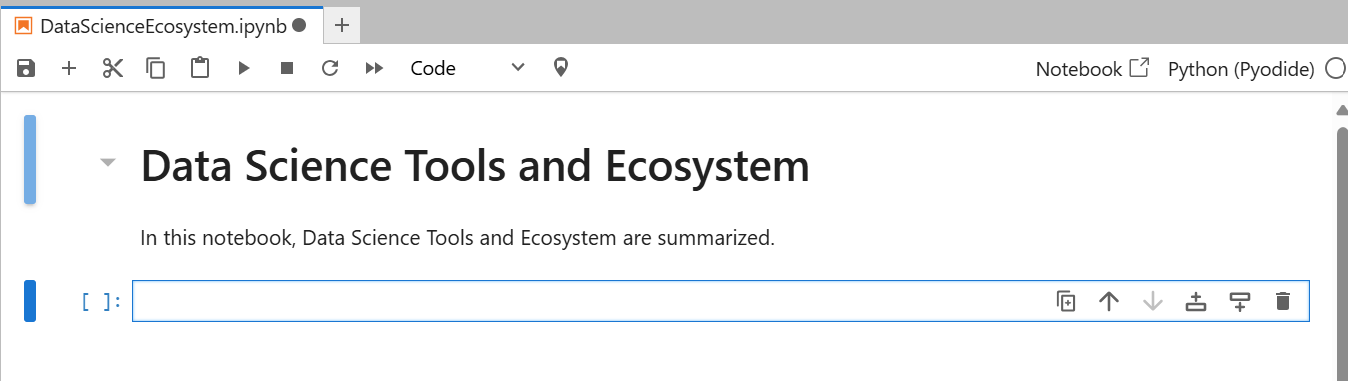 DataScienceEcosystem.ipynb
Code
Notebook Python (Pyodide)
Data Science Tools and Ecosystem
In this notebook, Data Science Tools and Ecosystem are summarized.
[ ]: